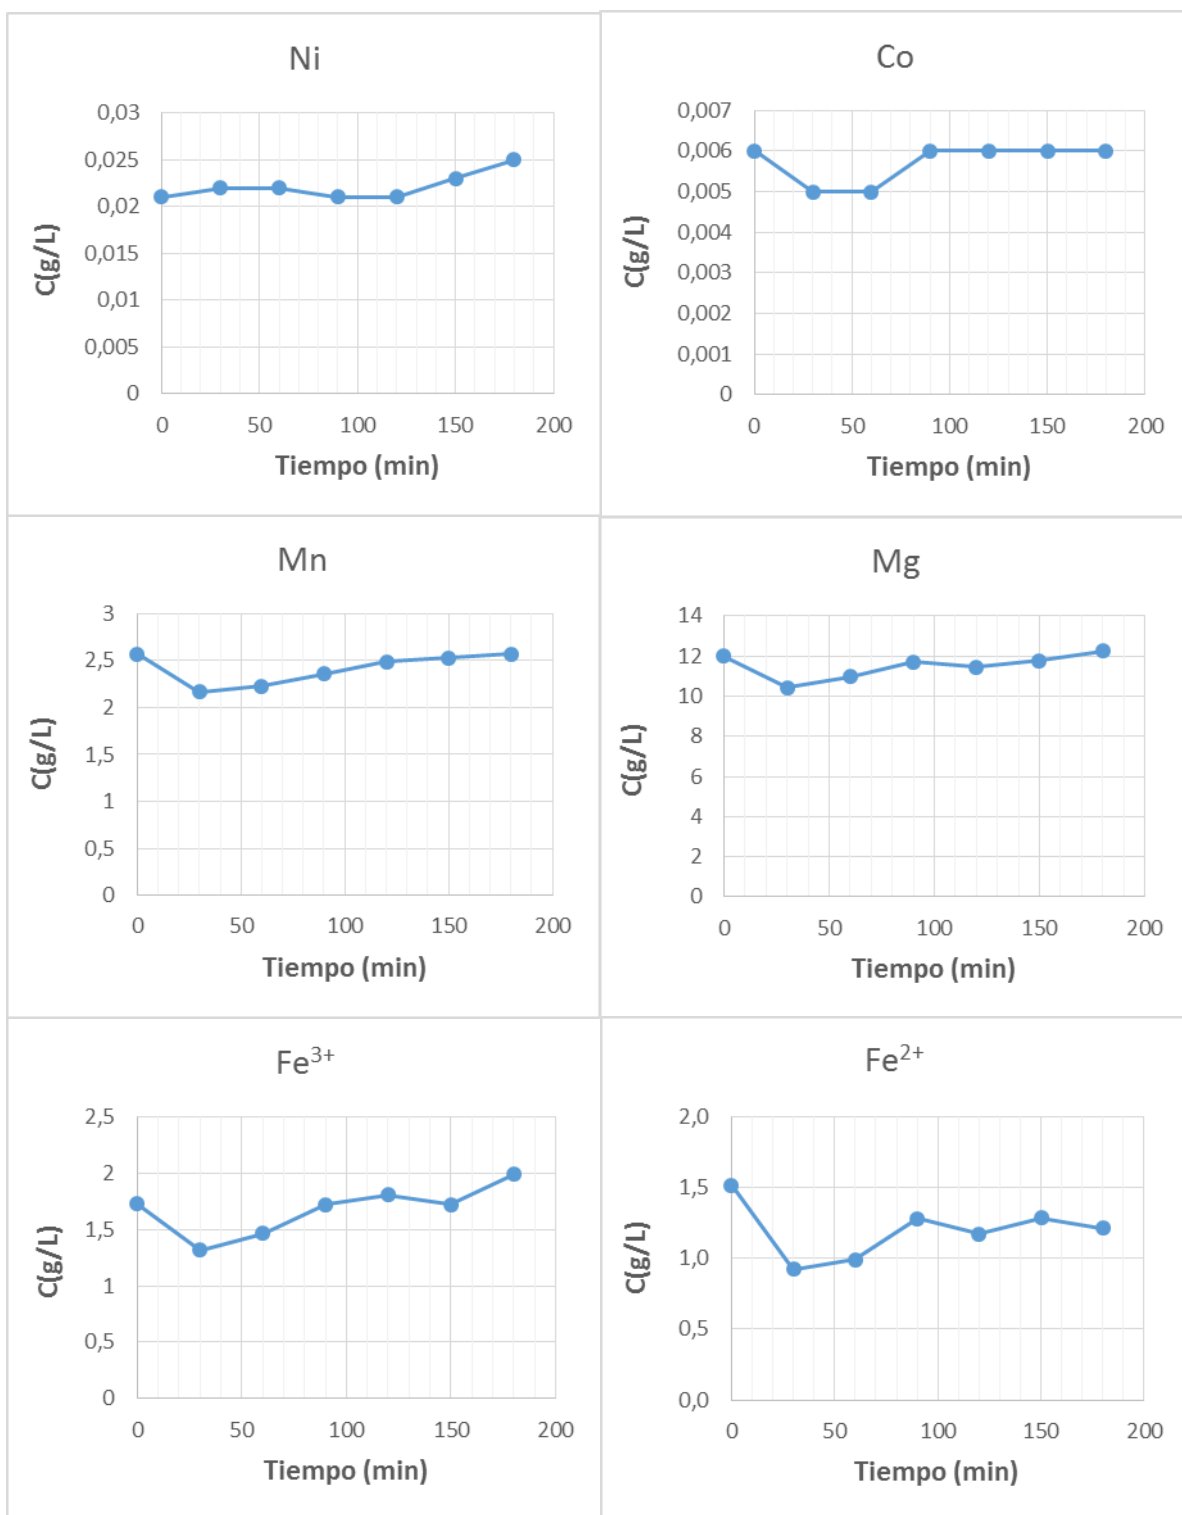 Ni
0,03
0,025
0,02
0,015
0,01
0,005
0
C(g/L)
0 50 100 150 200
Tiempo (min)
Co
0,007
0,006
0,005
0,004
0,003
0,002
0,001
0
C(g/L)
0 50 100 150 200
Tiempo (min)
Mn
3
2,5
2
1,5
1
0,5
0
C(g/L)
0 50 100 150 200
Tiempo (min)
Mg
14
12
10
8
6
4
2
0
C(g/L)
0 50 100 150 200
Tiempo (min)
Fe³⁺
2,5
2
1,5
1
0,5
0
C(g/L)
0 50 100 150 200
Tiempo (min)
Fe²⁺
2,0
1,5
1,0
0,5
0,0
C(g/L)
0 50 100 150 200
Tiempo (min)